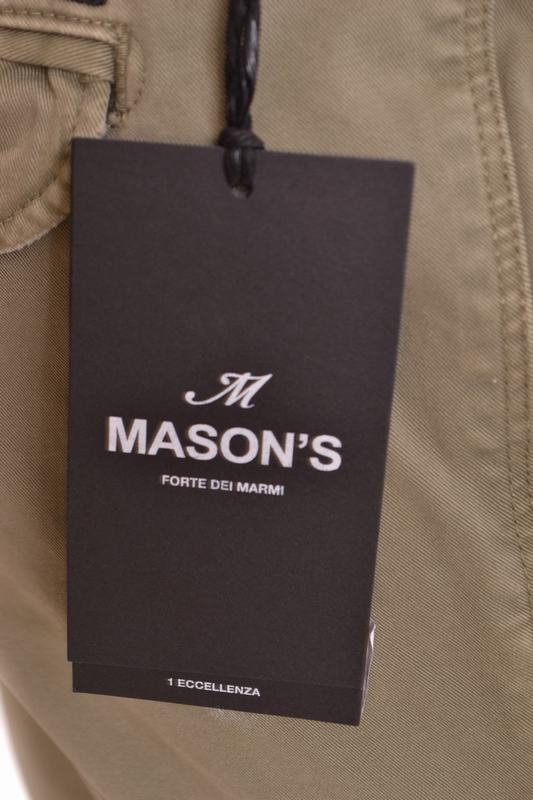 M
MASON'S
FORTE DEI MARMI
1 ECCELLENZA